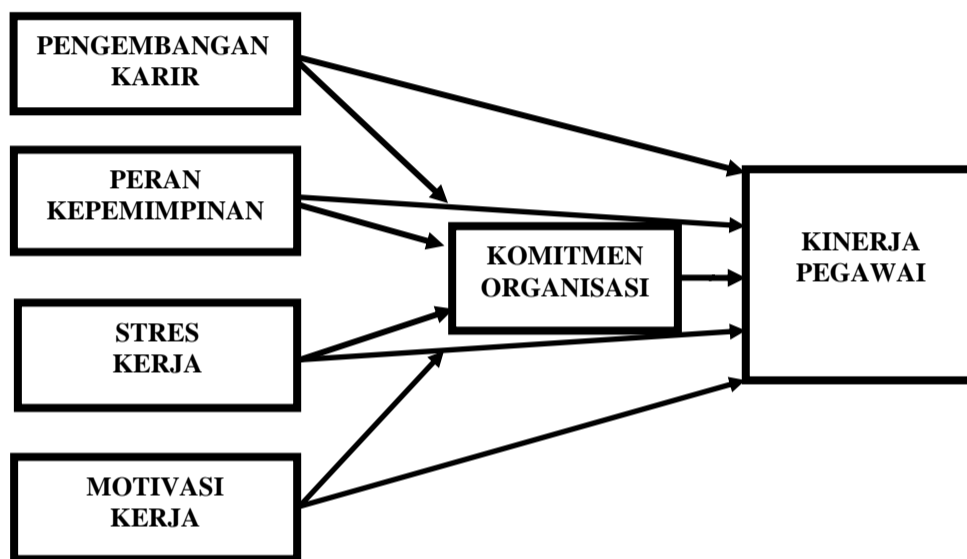 PENGEMBANGAN
KARIR
PERAN
KEPEMIMPINAN
KOMITMEN
ORGANISASI
KINERJA
PEGAWAI
STRES
KERJA
MOTIVASI
KERJA